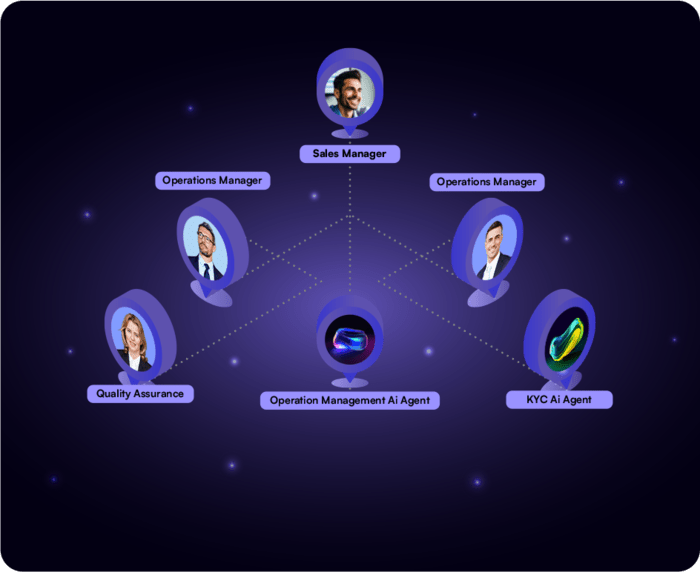 Sales Manager
Operations Manager
Operations Manager
Quality Assurance
Operation Management Ai Agent
KYC Ai Agent